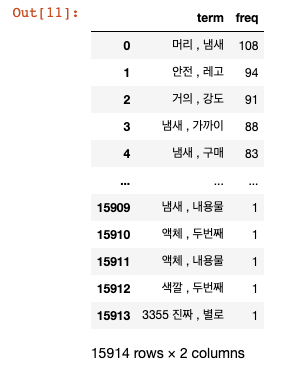 Out[11]:
term freq
0 머리 , 냄새 108
1 안전 , 레고 94
2 거의 , 강도 91
3 냄새 , 가까이 88
4 냄새 , 구매 83
... ... ...
15909 냄새 , 내용물 1
15910 액체 , 두번째 1
15911 액체 , 내용물 1
15912 색깔 , 두번째 1
15913 3355 진짜 , 별로 1
15914 rows × 2 columns